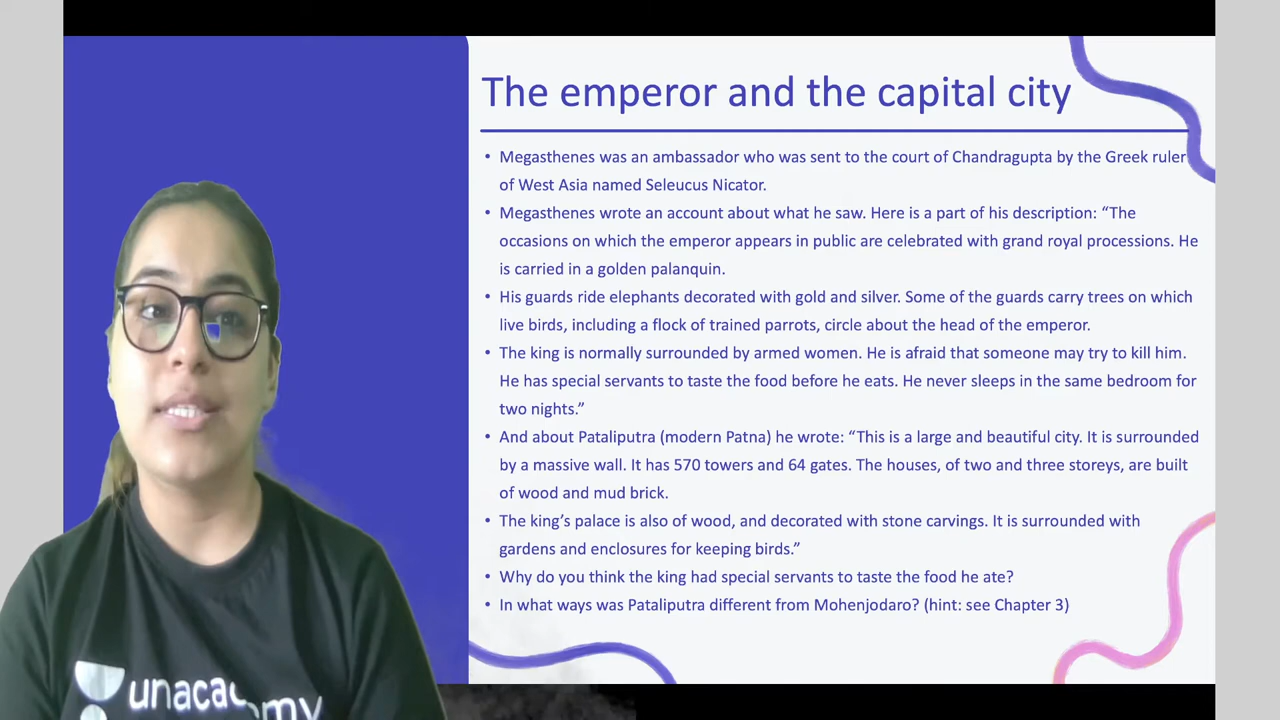 The emperor and the capital city
• Megasthenes was an ambassador who was sent to the court of Chandragupta by the Greek ruler
of West Asia named Seleucus Nicator.
• Megasthenes wrote an account about what he saw. Here is a part of his description: “The
occasions on which the emperor appears in public are celebrated with grand royal processions. He
is carried in a golden palanquin.
• His guards ride elephants decorated with gold and silver. Some of the guards carry trees on which
live birds, including a flock of trained parrots, circle about the head of the emperor.
• The king is normally surrounded by armed women. He is afraid that someone may try to kill him.
He has special servants to taste the food before he eats. He never sleeps in the same bedroom for
two nights.”
• And about Pataliputra (modern Patna) he wrote: “This is a large and beautiful city. It is surrounded
by a massive wall. It has 570 towers and 64 gates. The houses, of two and three storeys, are built
of wood and mud brick.
• The king’s palace is also of wood, and decorated with stone carvings. It is surrounded with
gardens and enclosures for keeping birds.”
• Why do you think the king had special servants to taste the food he ate?
• In what ways was Pataliputra different from Mohenjodaro? (hint: see Chapter 3)
unacademy